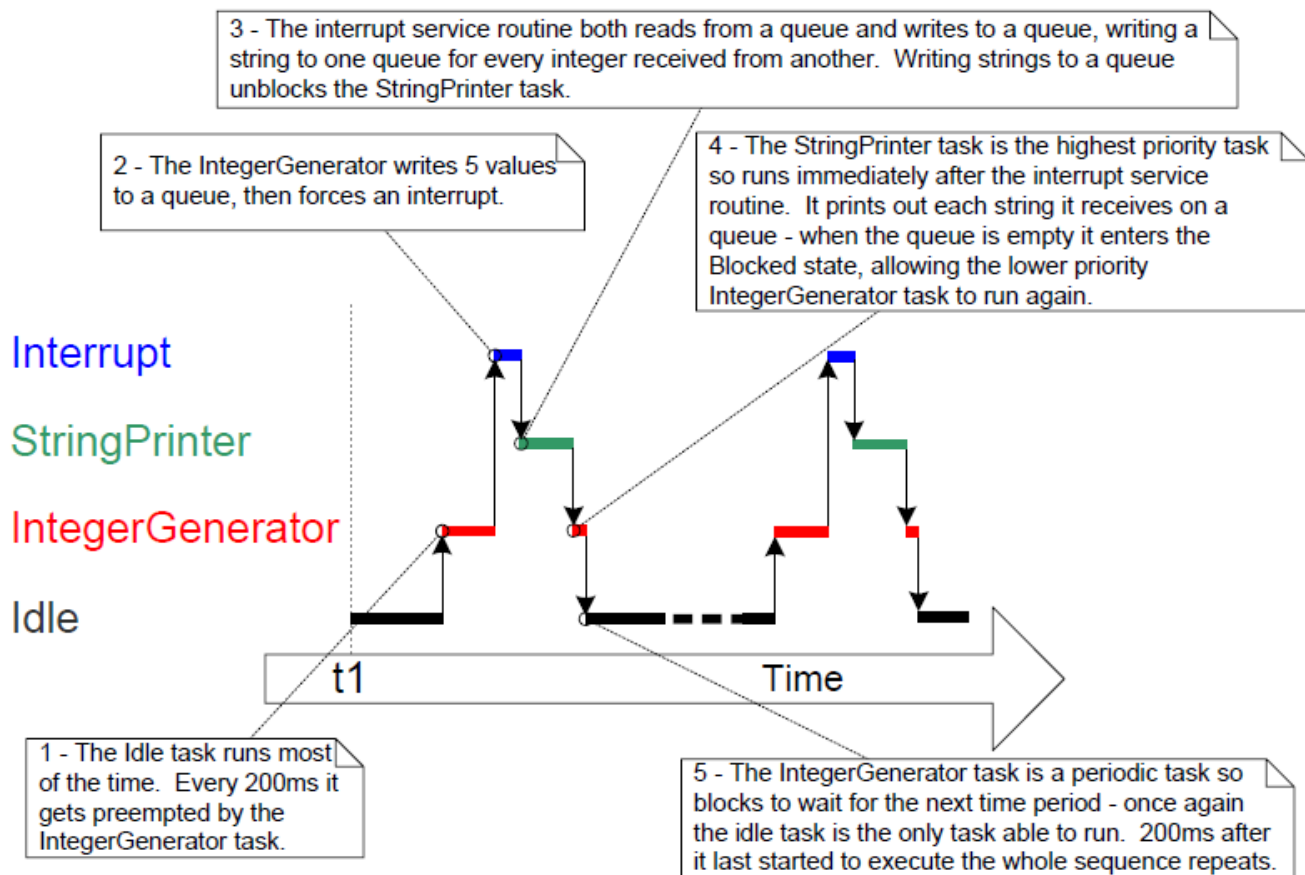 3 - The interrupt service routine both reads from a queue and writes to a queue, writing a
string to one queue for every integer received from another.  Writing strings to a queue
unblocks the StringPrinter task.
2 - The IntegerGenerator writes 5 values
to a queue, then forces an interrupt.
4 - The StringPrinter task is the highest priority task
so runs immediately after the interrupt service
routine.  It prints out each string it receives on a
queue - when the queue is empty it enters the
Blocked state, allowing the lower priority
IntegerGenerator task to run again.
Interrupt
StringPrinter
IntegerGenerator
Idle
t1
Time
1 - The Idle task runs most
of the time.  Every 200ms it
gets preempted by the
IntegerGenerator task.
5 - The IntegerGenerator task is a periodic task so
blocks to wait for the next time period - once again
the idle task is the only task able to run.  200ms after
it last started to execute the whole sequence repeats.